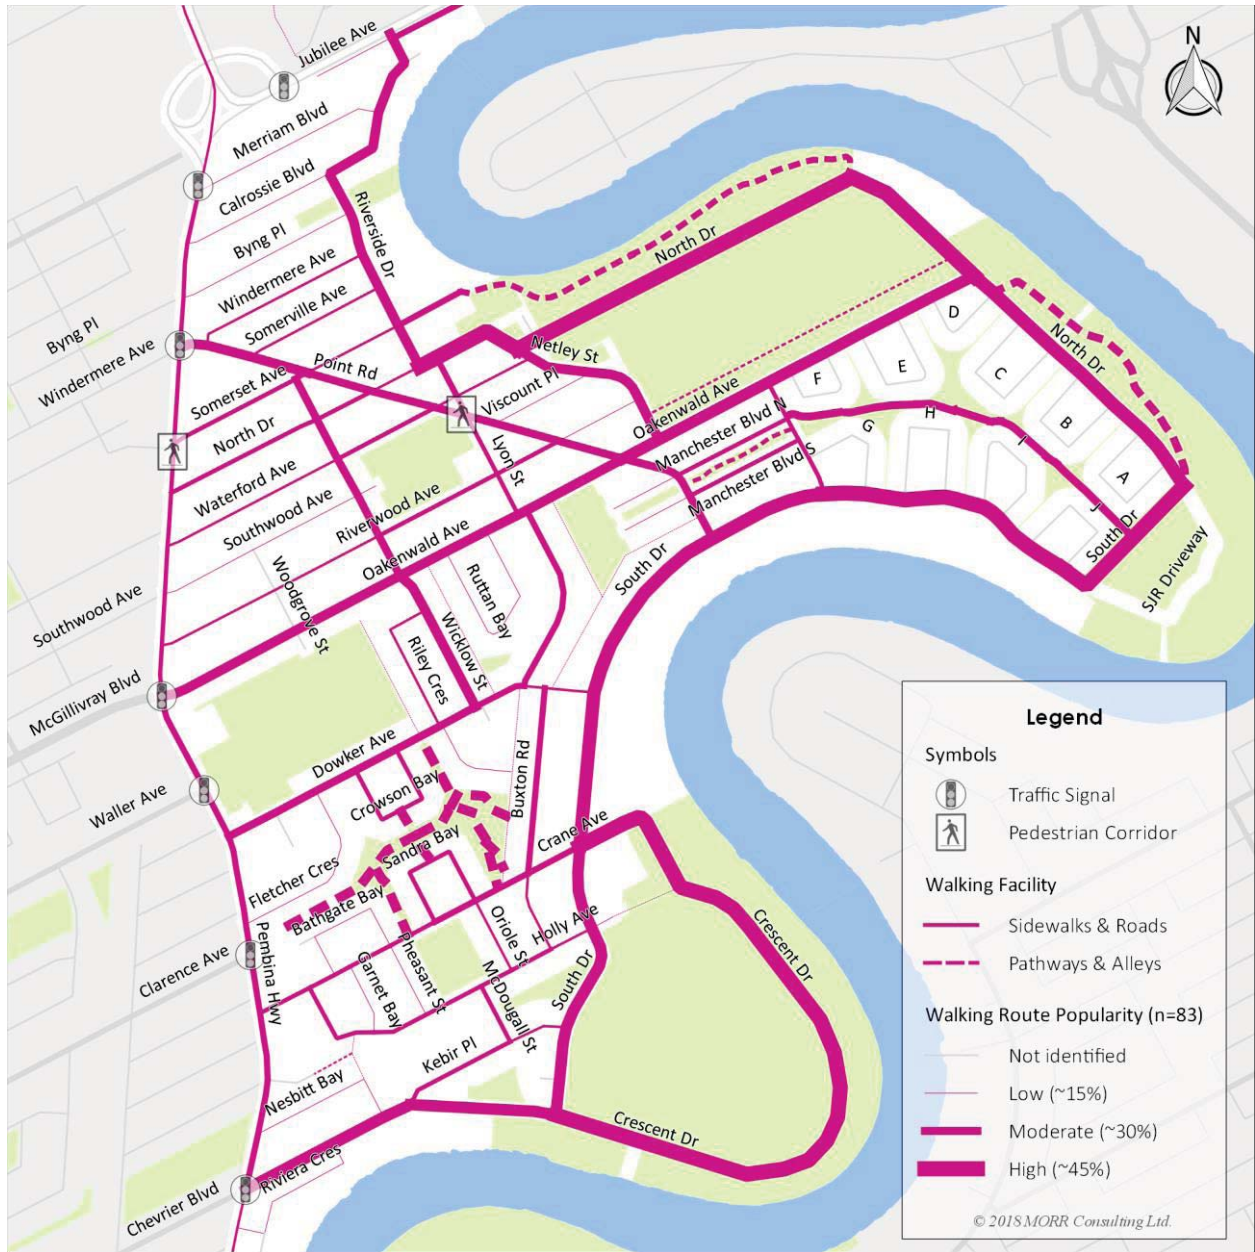 Jubilee Ave
N
Merriam Blvd
Calrossie Blvd
Byng Pl
Riverside Dr
North Dr
Windermere Ave
Somerville Ave
Byng Pl
Windermere Ave
Point Rd
Netley St
D
North Dr
Somerset Ave
Viscount Pl
F
E
C
North Dr
Oakenwald Ave
Manchester Blvd N
G
H
I
B
Lyon St
Waterford Ave
Manchester Blvd S
A
Southwood Ave
Riverwood Ave
J
Oakenwald Ave
South Dr
South Dr
SJR Driveway
Woodgrove St
Ruttan Bay
Southwood Ave
Wicklow St
Riley Cres
McGillivray Blvd
Dowker Ave
Buxton Rd
Waller Ave
Crowson Bay
Sandra Bay
Crane Ave
Fletcher Cres
Bathgate Bay
Oriole St
Holly Ave
Crescent Dr
Pembina Hwy
Clarence Ave
Garnet Bay
Pheasant St
McDougall St
South Dr
Kebir Pl
Nesbitt Bay
Crescent Dr
Riviera Cres
Chevrier Blvd
Legend
Symbols
Traffic Signal
Pedestrian Corridor
Walking Facility
Sidewalks & Roads
Pathways & Alleys
Walking Route Popularity (n=83)
Not identified
Low (~15%)
Moderate (~30%)
High (~45%)
© 2018 MORR Consulting Ltd.